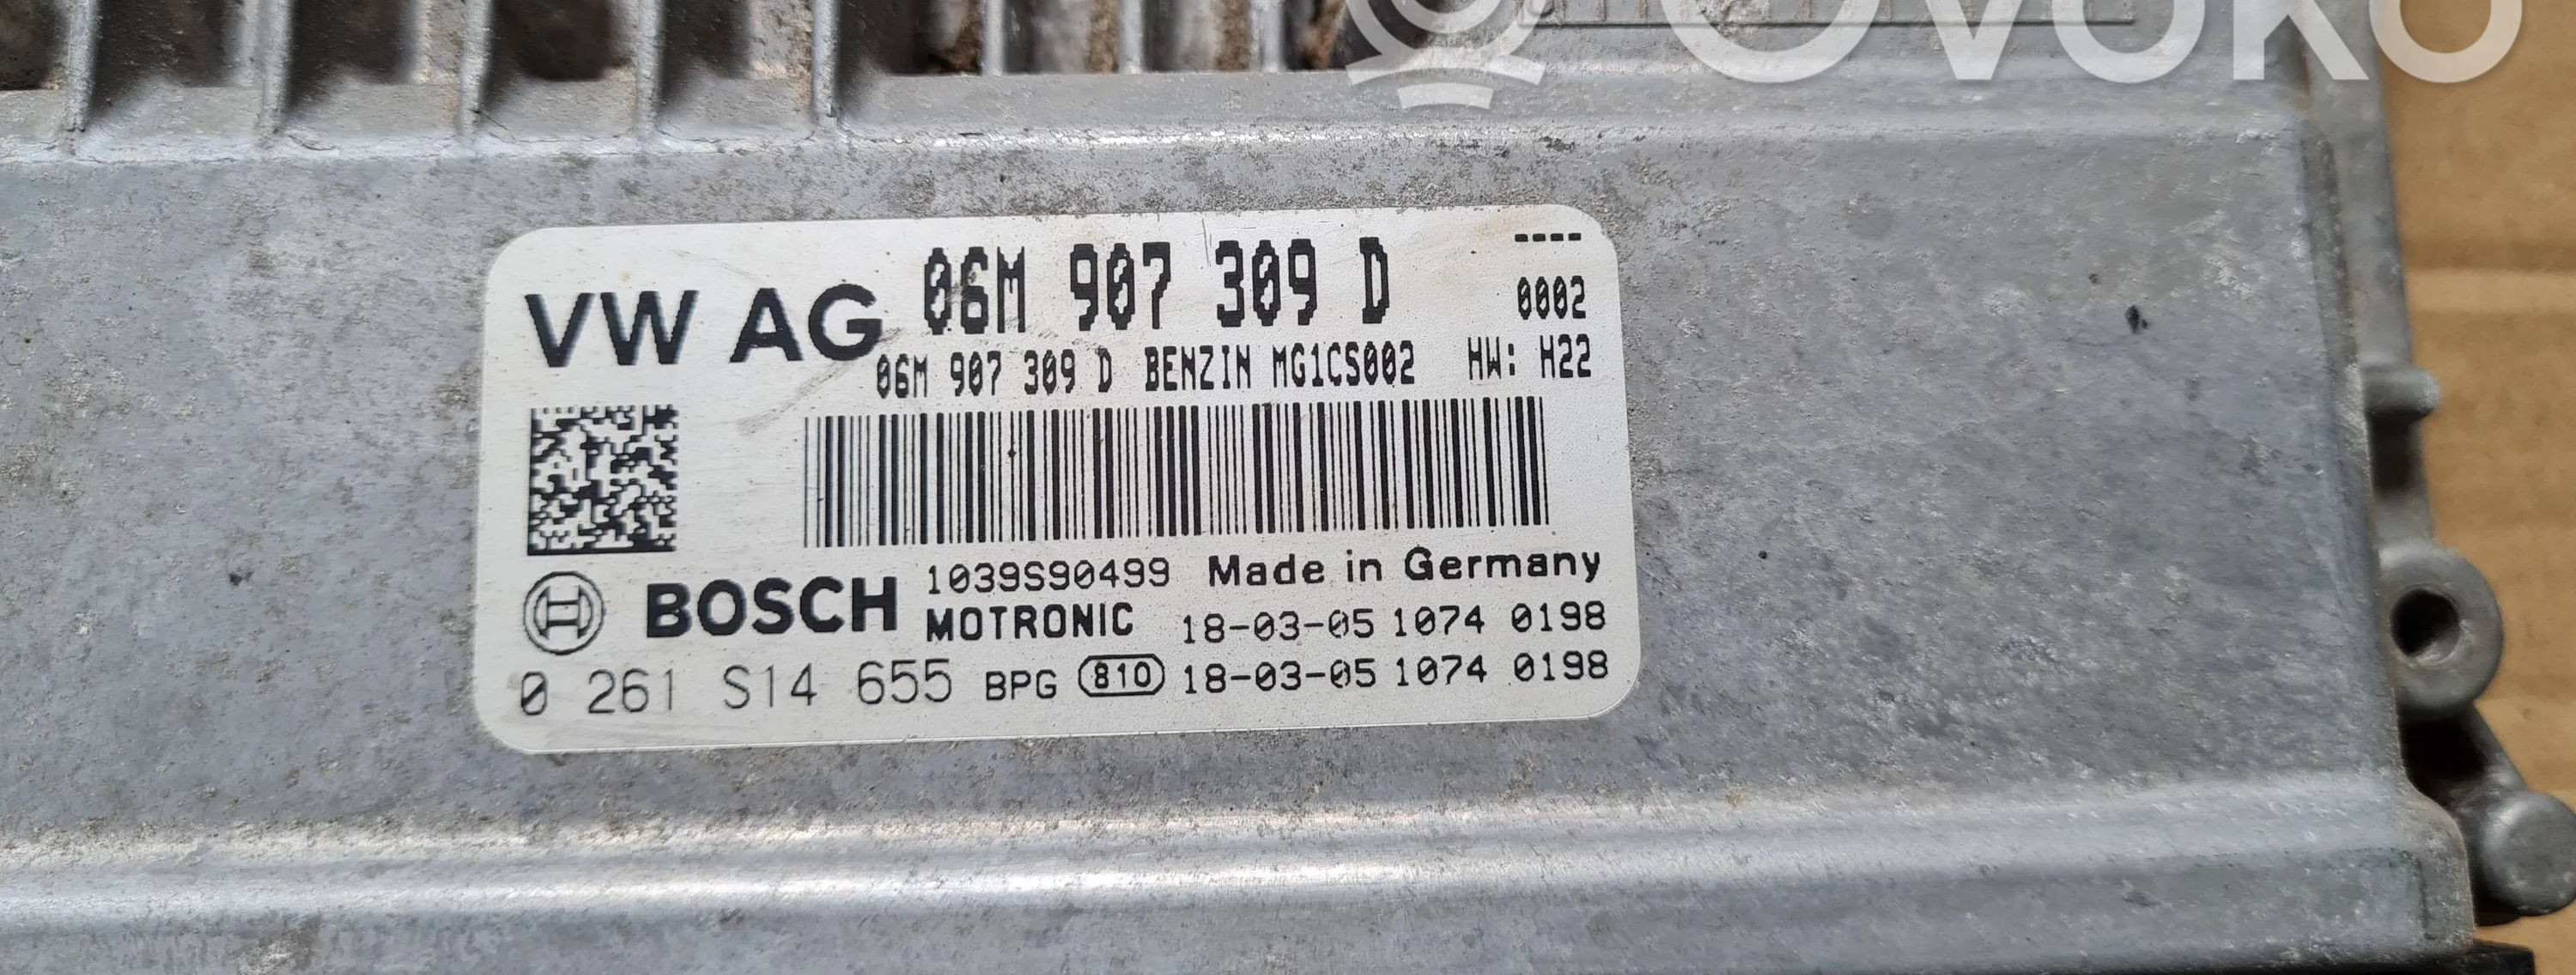 OVOKO
VW AG 06M 907 309 D ----
0002
06M 907 309 D BENZIN MG1CS002 HW: H22
BOSCH 1039S90499 Made in Germany
MOTRONIC 18-03-05 1074 0198
0 261 S14 655 BPG 810 18-03-05 1074 0198